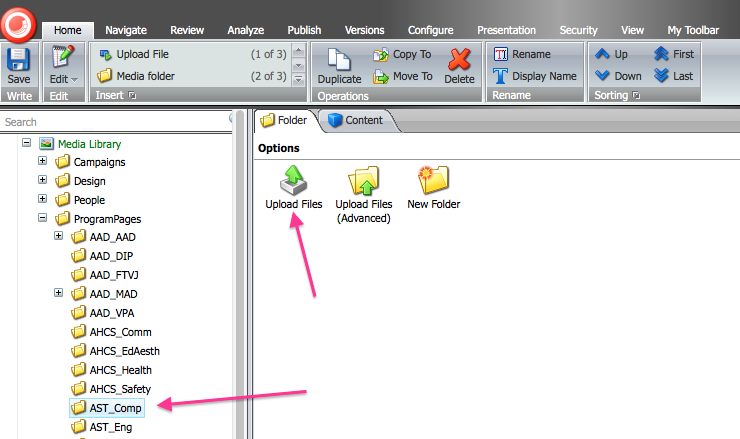 Home Navigate Review Analyze Publish Versions Configure Presentation Security View My Toolbar
Upload File (1 of 3) Copy To Rename Up First
Media folder (2 of 3) Move To Display Name Down Last
Save Edit Duplicate Delete
Write Edit Insert Operations Rename Sorting
Search
Folder Content
Media Library
Options
Campaigns
Design
People
Upload Files Upload Files New Folder
(Advanced)
ProgramPages
AAD_AAD
AAD_DIP
AAD_FTVJ
AAD_MAD
AAD_VPA
AHCS_Comm
AHCS_EdAesth
AHCS_Health
AHCS_Safety
AST_Comp
AST_Eng